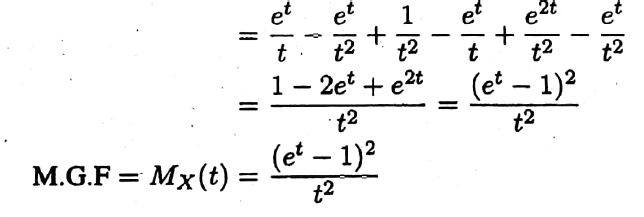 = e^t/t - e^t/t^2 + 1/t^2 - e^t/t + e^{2t}/t^2 - e^t/t^2
= (1 - 2e^t + e^{2t})/t^2 = (e^t - 1)^2/t^2
M.G.F = M_X(t) = (e^t - 1)^2/t^2